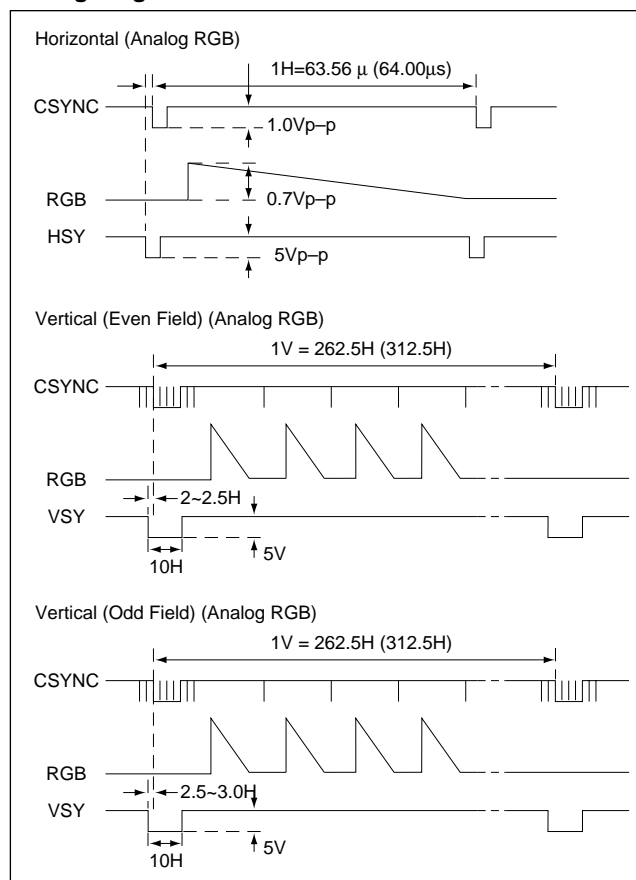 Horizontal (Analog RGB)
1H=63.56 μ (64.00μs)
CSYNC
1.0Vp–p
RGB
0.7Vp–p
HSY
5Vp–p
Vertical (Even Field) (Analog RGB)
1V = 262.5H (312.5H)
CSYNC
RGB
2~2.5H
VSY
5V
10H
Vertical (Odd Field) (Analog RGB)
1V = 262.5H (312.5H)
CSYNC
RGB
2.5~3.0H
VSY
5V
10H